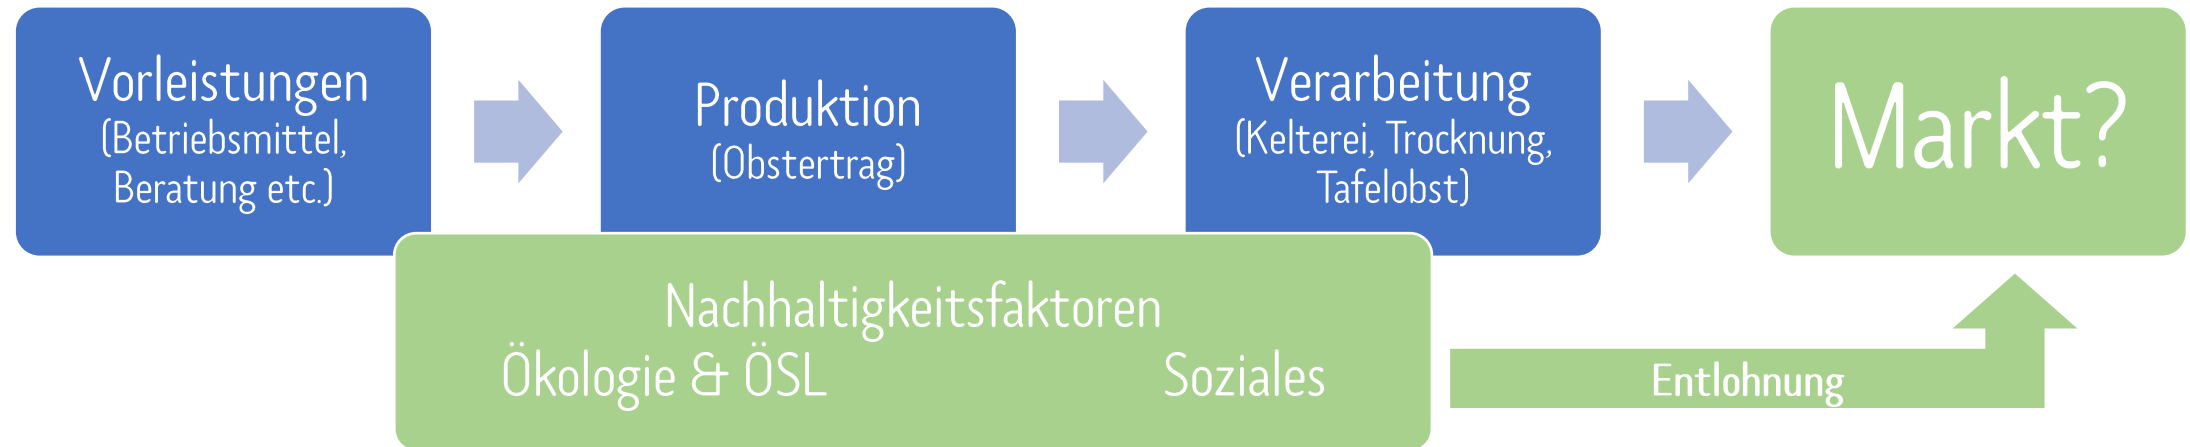 Vorleistungen
(Betriebsmittel,
Beratung etc.)
Produktion
(Obstertrag)
Verarbeitung
(Kelterei, Trocknung,
Tafelobst)
Markt?
Nachhaltigkeitsfaktoren
Ökologie & ÖSL Soziales
Entlohnung